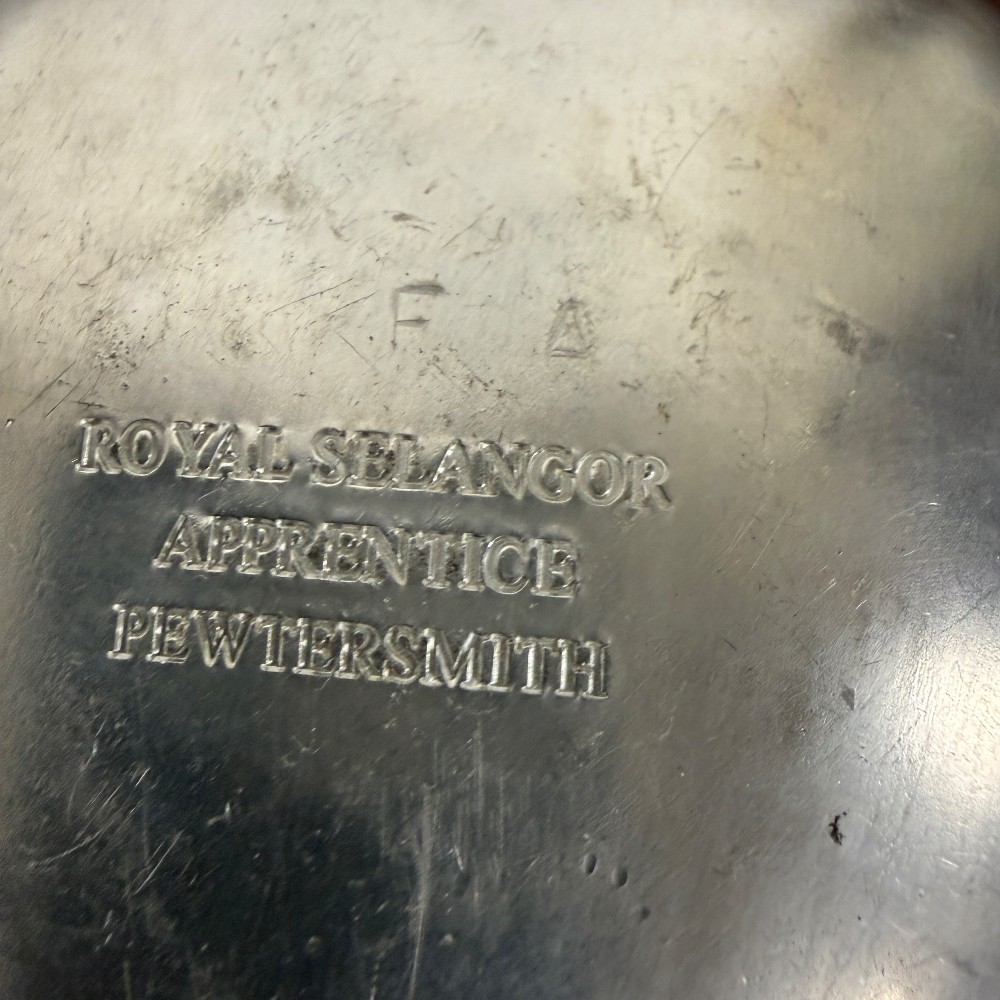 F A
ROYAL SELANGOR
APPRENTICE
PEWTERSMITH